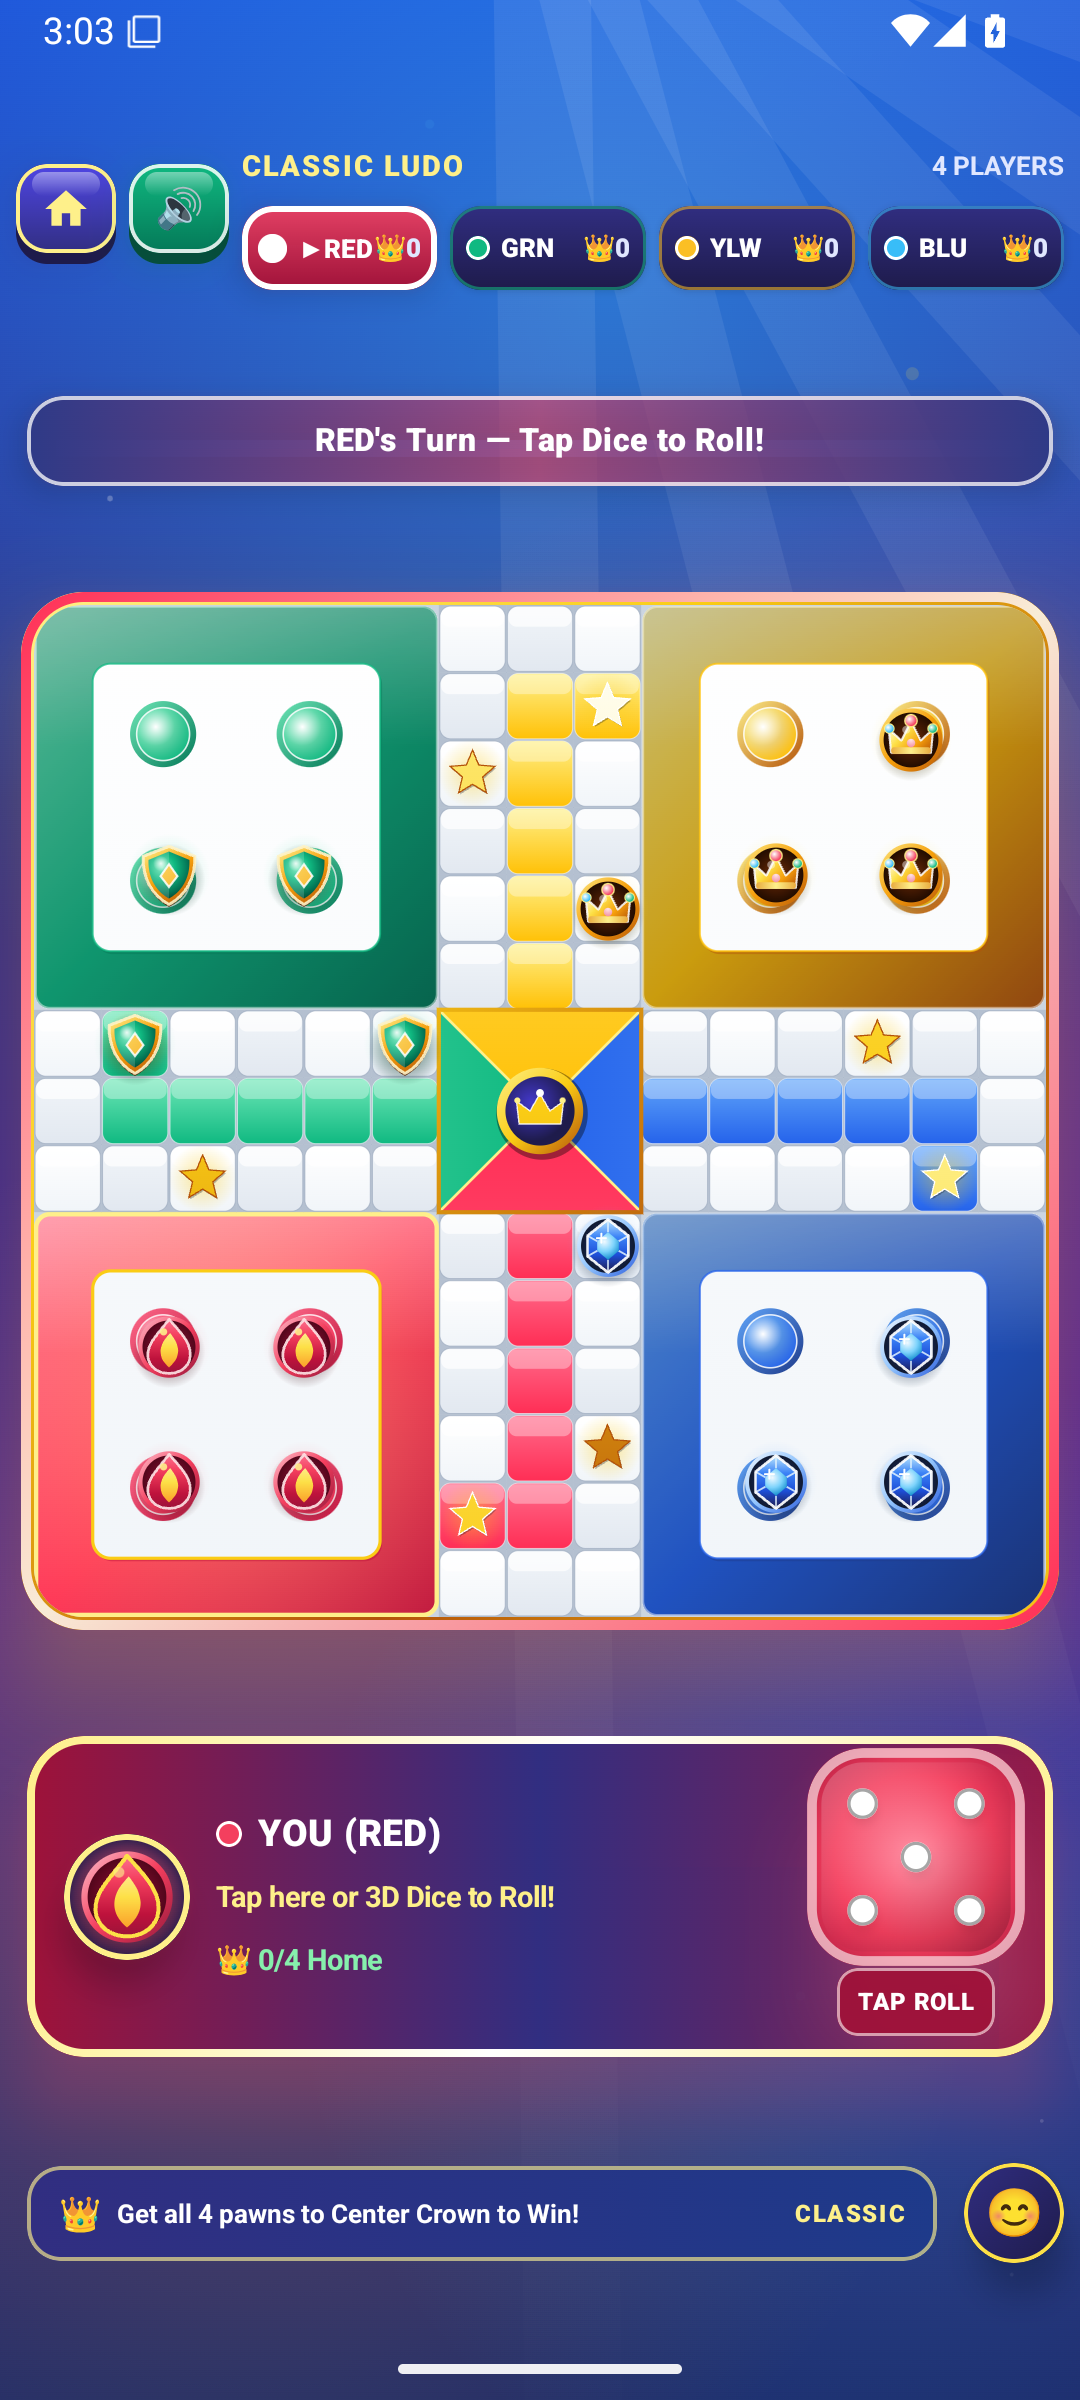 3:03
CLASSIC LUDO
4 PLAYERS
▶ RED 👑 0
GRN 👑 0
YLW 👑 0
BLU 👑 0
RED's Turn — Tap Dice to Roll!
YOU (RED)
Tap here or 3D Dice to Roll!
👑 0/4 Home
TAP ROLL
👑 Get all 4 pawns to Center Crown to Win!
CLASSIC